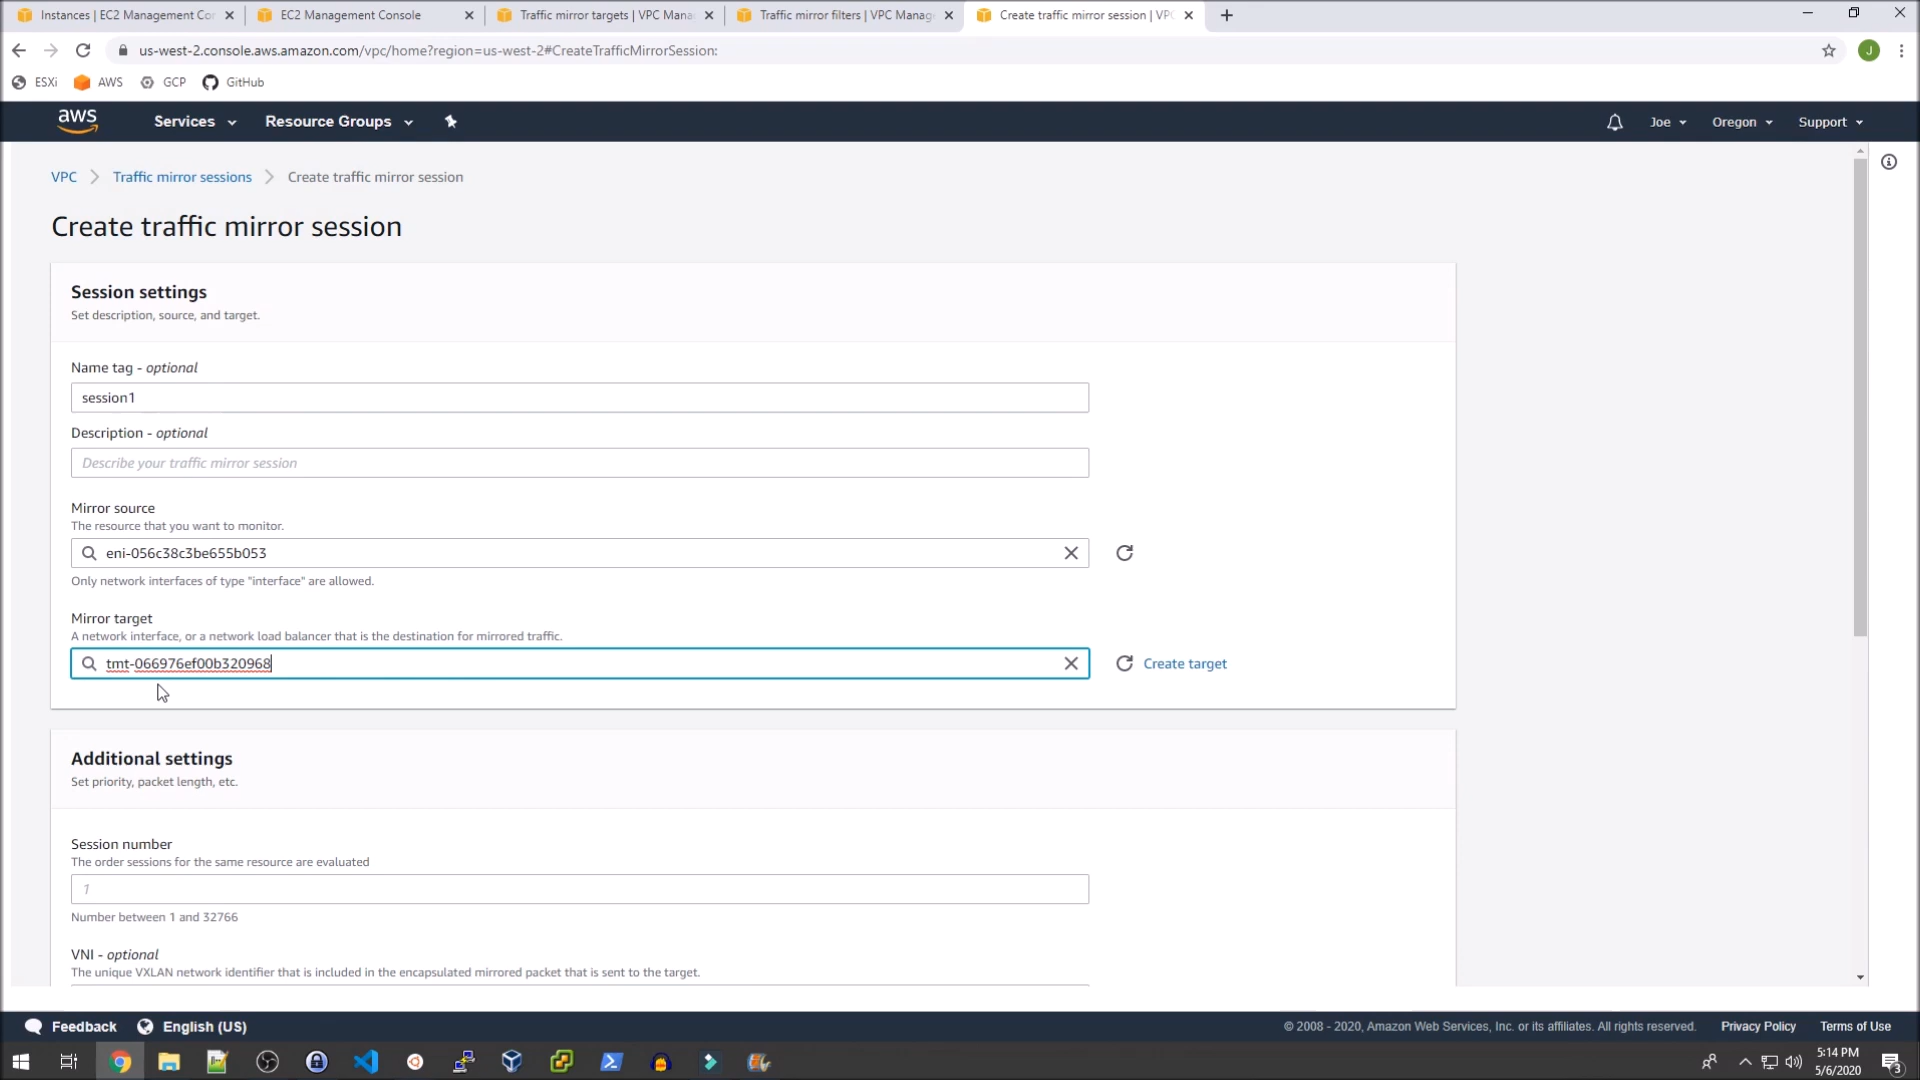 Instances | EC2 Management Co
EC2 Management Console
Traffic mirror targets | VPC Mana
Traffic mirror filters | VPC Manag
Create traffic mirror session | VPC
us-west-2.console.aws.amazon.com/vpc/home?region=us-west-2#CreateTrafficMirrorSession:
J
ESXi
AWS
GCP
GitHub
aws
Services
Resource Groups
Joe
Oregon
Support
VPC
Traffic mirror sessions
Create traffic mirror session
Create traffic mirror session
Session settings
Set description, source, and target.
Name tag - optional
session1
Description - optional
Describe your traffic mirror session
Mirror source
The resource that you want to monitor.
eni-056c38c3be655b053
Only network interfaces of type "interface" are allowed.
Mirror target
A network interface, or a network load balancer that is the destination for mirrored traffic.
tmt-066976ef00b320968
Create target
Additional settings
Set priority, packet length, etc.
Session number
The order sessions for the same resource are evaluated
1
Number between 1 and 32766
VNI - optional
The unique VXLAN network identifier that is included in the encapsulated mirrored packet that is sent to the target.
Feedback
English (US)
© 2008 - 2020, Amazon Web Services, Inc. or its affiliates. All rights reserved.
Privacy Policy
Terms of Use
5:14 PM
5/6/2020
3